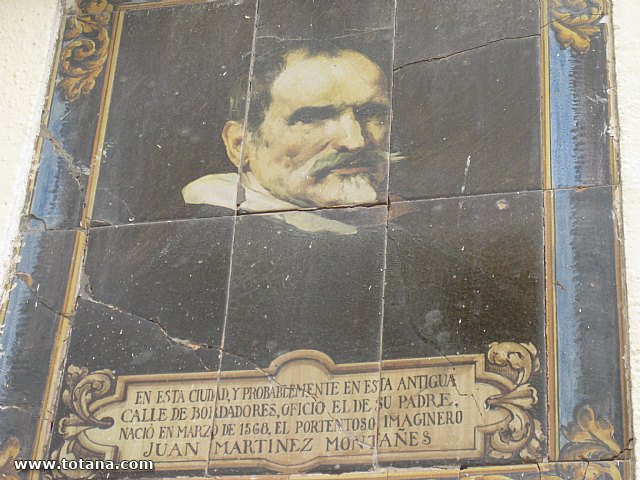 EN ESTA CIUDAD, Y PROBABLEMENTE EN ESTA ANTIGUA
CALLE DE BORDADORES, OFICIO EL DE SU PADRE,
NACIÓ EN MARZO DE 1568, EL PORTENTOSO IMAGINERO
JUAN MARTINEZ MONTAÑES
www.totana.com